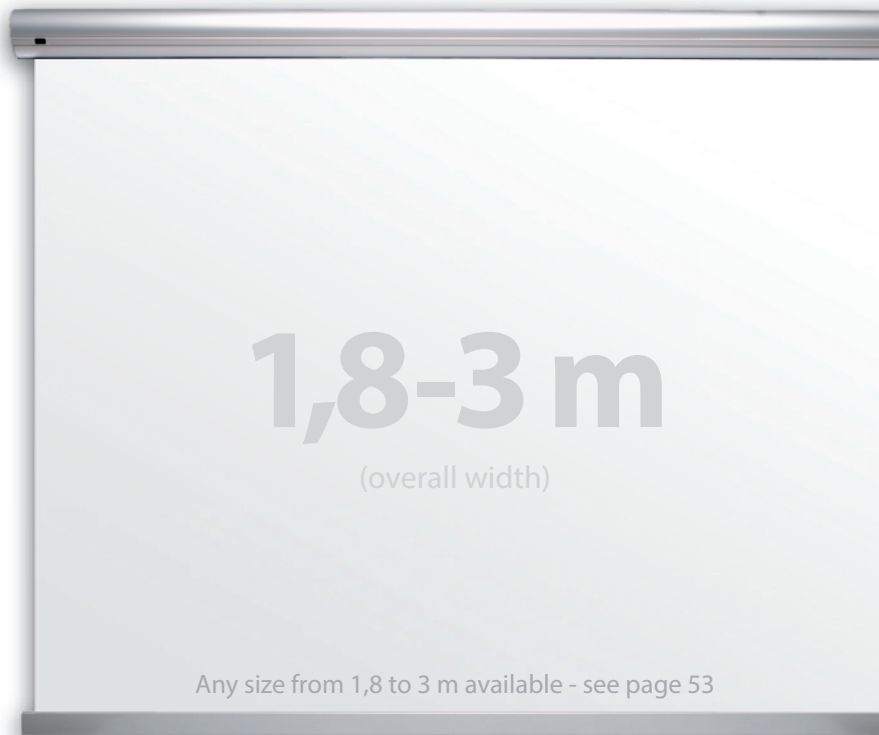 1,8-3 m
(overall width)
Any size from 1,8 to 3 m available - see page 53